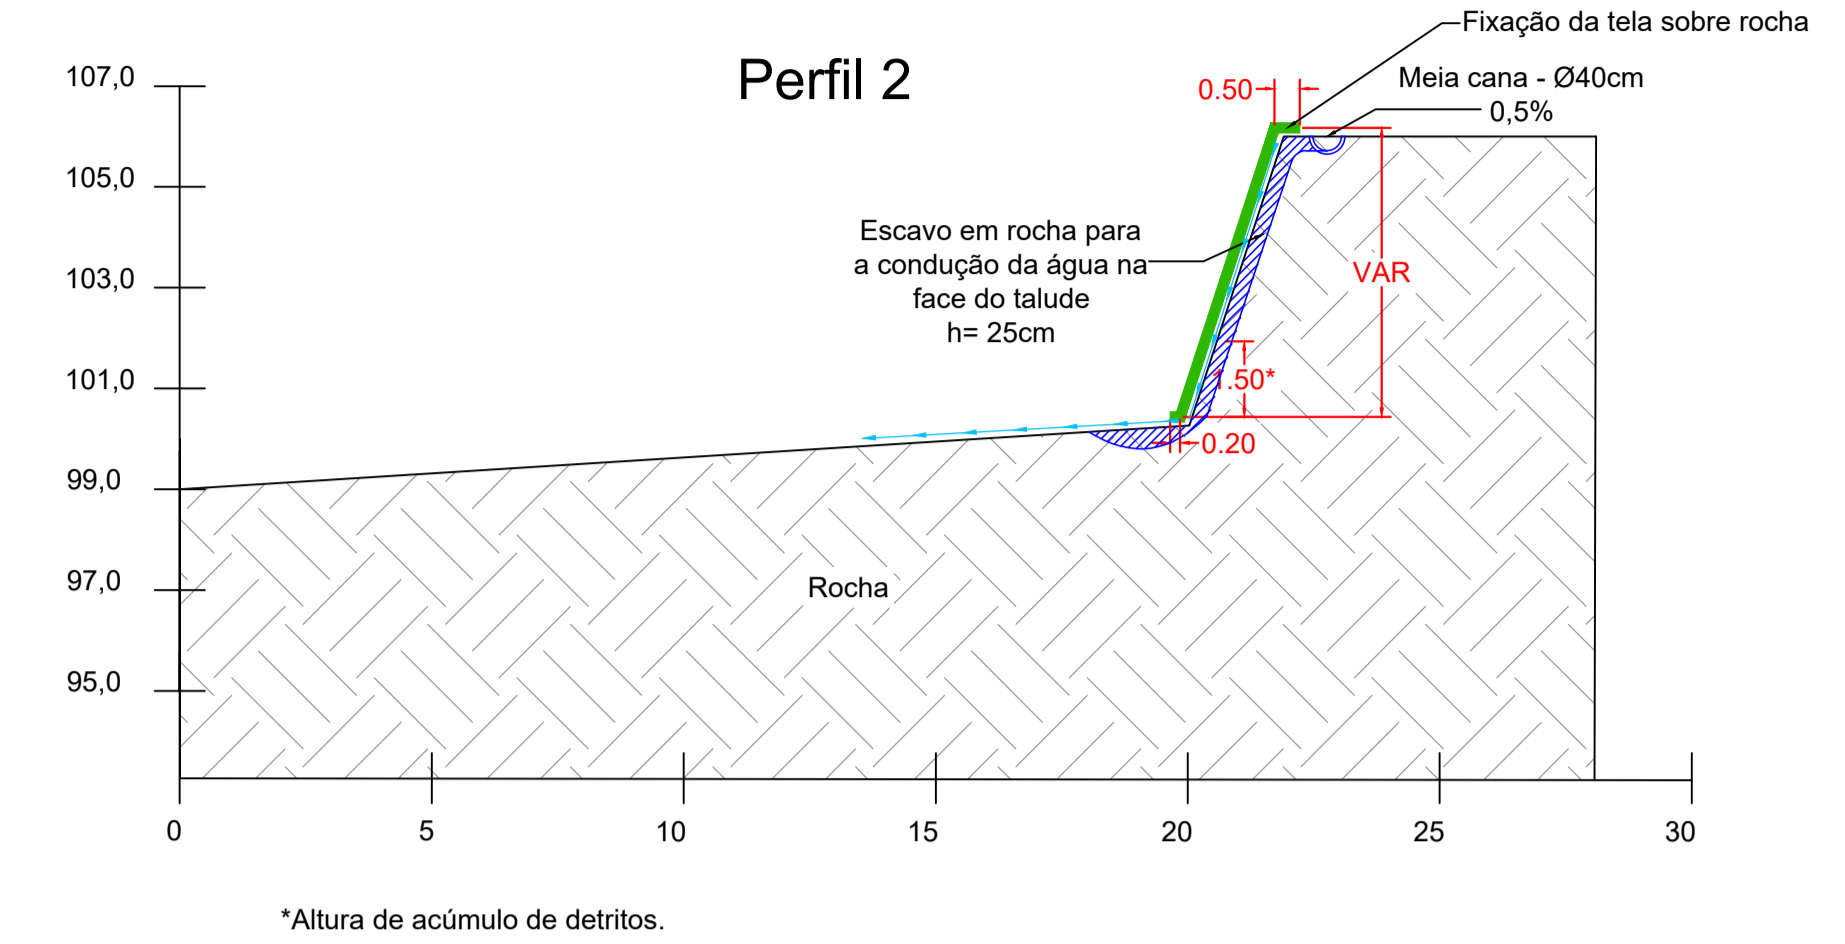 Perfil 2
Fixação da tela sobre rocha
Meia cana - Ø40cm
0,5%
0.50
107,0
105,0
103,0
101,0
99,0
97,0
95,0
Escavo em rocha para
a condução da água na
face do talude
h= 25cm
VAR
1.50*
0.20
Rocha
0
5
10
15
20
25
30
*Altura de acúmulo de detritos.